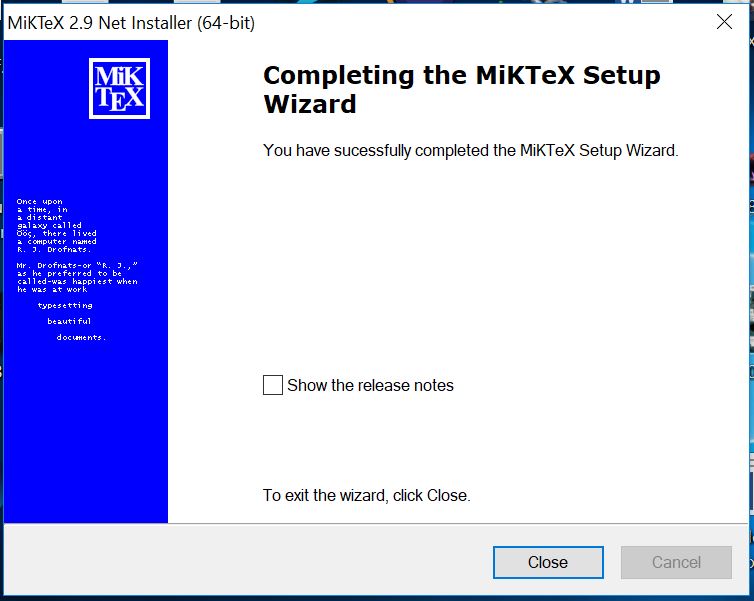 MiKTeX 2.9 Net Installer (64-bit)
MiK
TEX
Completing the MiKTeX Setup
Wizard
You have sucessfully completed the MiKTeX Setup Wizard.
Once upon
a time, in
a distant
galaxy called
Ööç, there lived
a computer named
R. J. Drofnats.
Mr. Drofnats—or “R. J.,”
as he preferred to be
called—was happiest when
he was at work
typesetting
beautiful
documents.
Show the release notes
To exit the wizard, click Close.
Close
Cancel